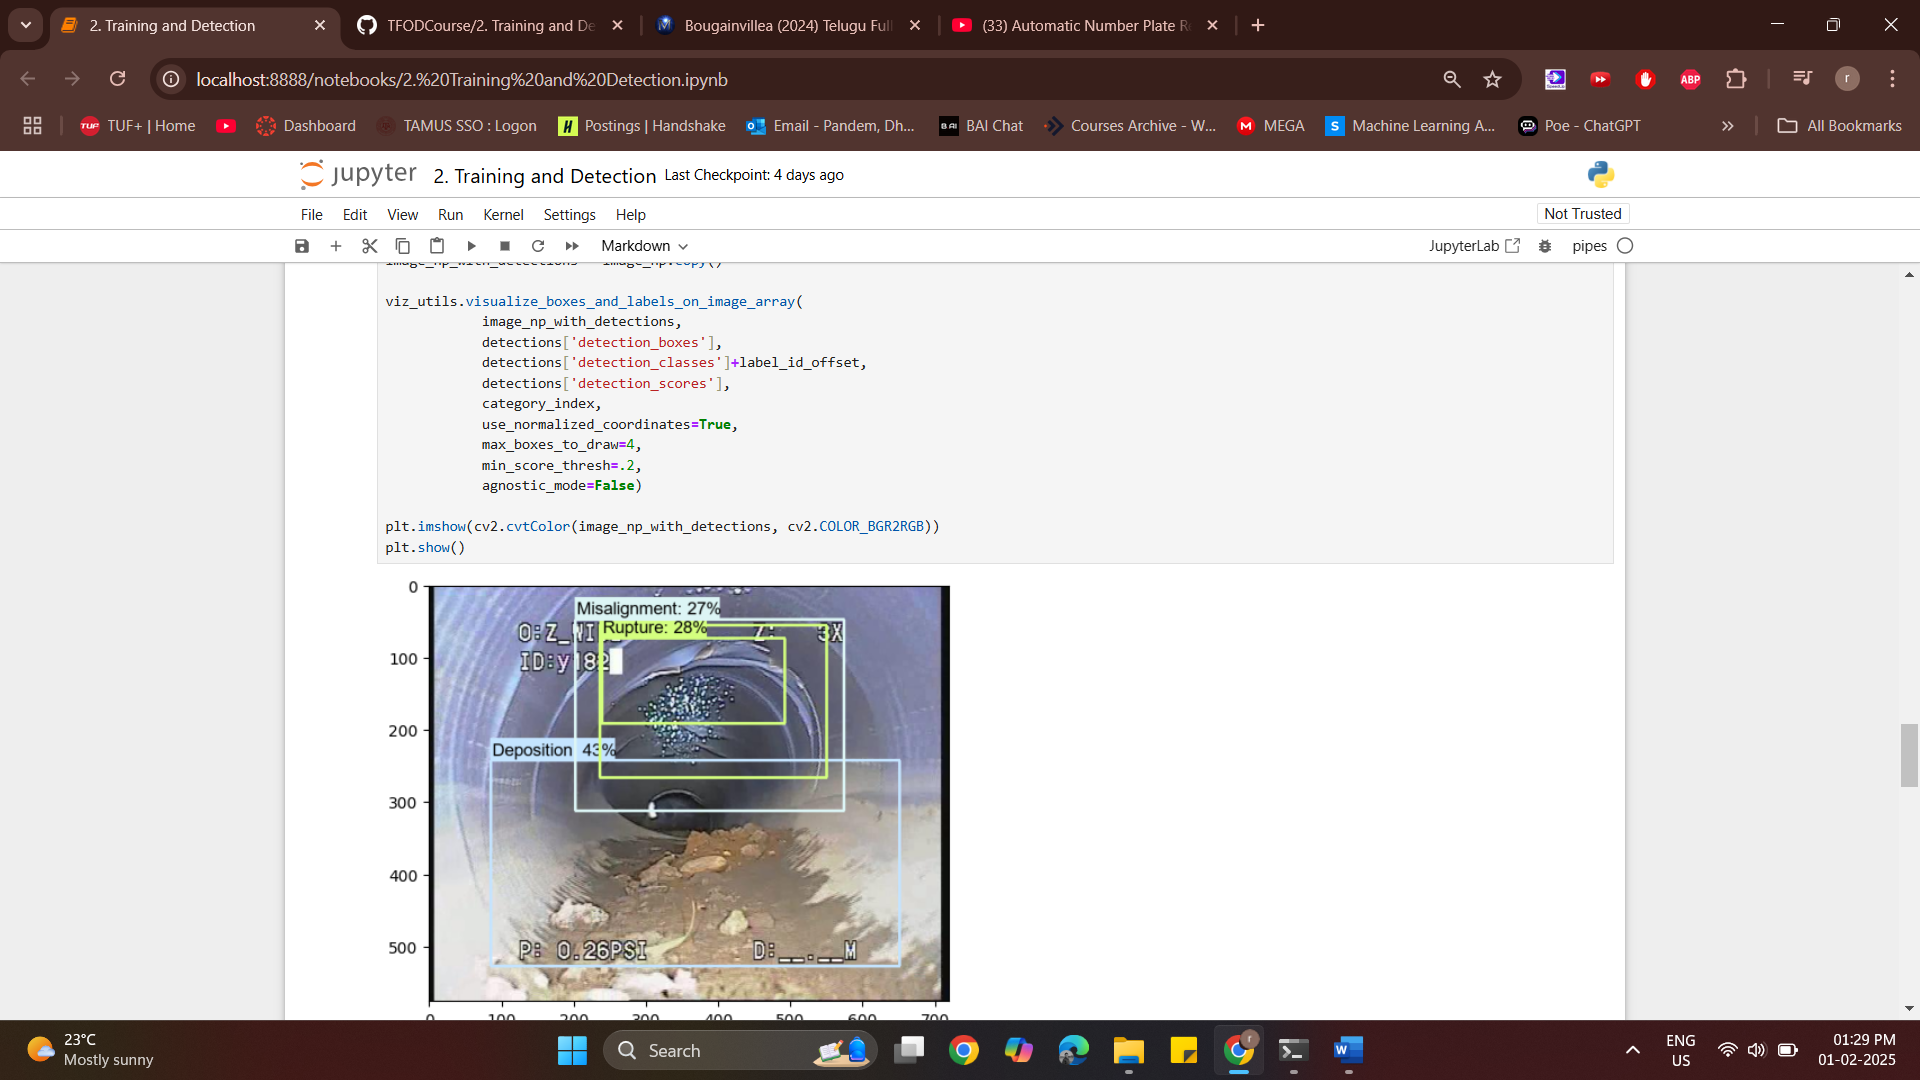 2. Training and Detection
TFODCourse/2. Training and De
Bougainvillea (2024) Telugu Full
(33) Automatic Number Plate R
localhost:8888/notebooks/2.%20Training%20and%20Detection.ipynb
ABP
r
TUF
TUF+ | Home
Dashboard
TAMUS SSO : Logon
Postings | Handshake
Email - Pandem, Dh...
BAI
BAI Chat
Courses Archive - W...
MEGA
Machine Learning A...
Poe - ChatGPT
All Bookmarks
jupyter
2. Training and Detection
Last Checkpoint: 4 days ago
File
Edit
View
Run
Kernel
Settings
Help
Not Trusted
Markdown
JupyterLab
pipes
image_np_with_detections = image_np.copy()
viz_utils.visualize_boxes_and_labels_on_image_array(
image_np_with_detections,
detections['detection_boxes'],
detections['detection_classes']+label_id_offset,
detections['detection_scores'],
category_index,
use_normalized_coordinates=True,
max_boxes_to_draw=4,
min_score_thresh=.2,
agnostic_mode=False)
plt.imshow(cv2.cvtColor(image_np_with_detections, cv2.COLOR_BGR2RGB))
plt.show()
0
Misalignment: 27%
Rupture: 28%
O:Z_WI
Z:
3X
100
ID:y
182
200
Deposition 43%
300
400
500
P: 0.26PSI
D:__.__M
0 100 200 300 400 500 600 700
23°C
Mostly sunny
Search
ENG
US
01:29 PM
01-02-2025